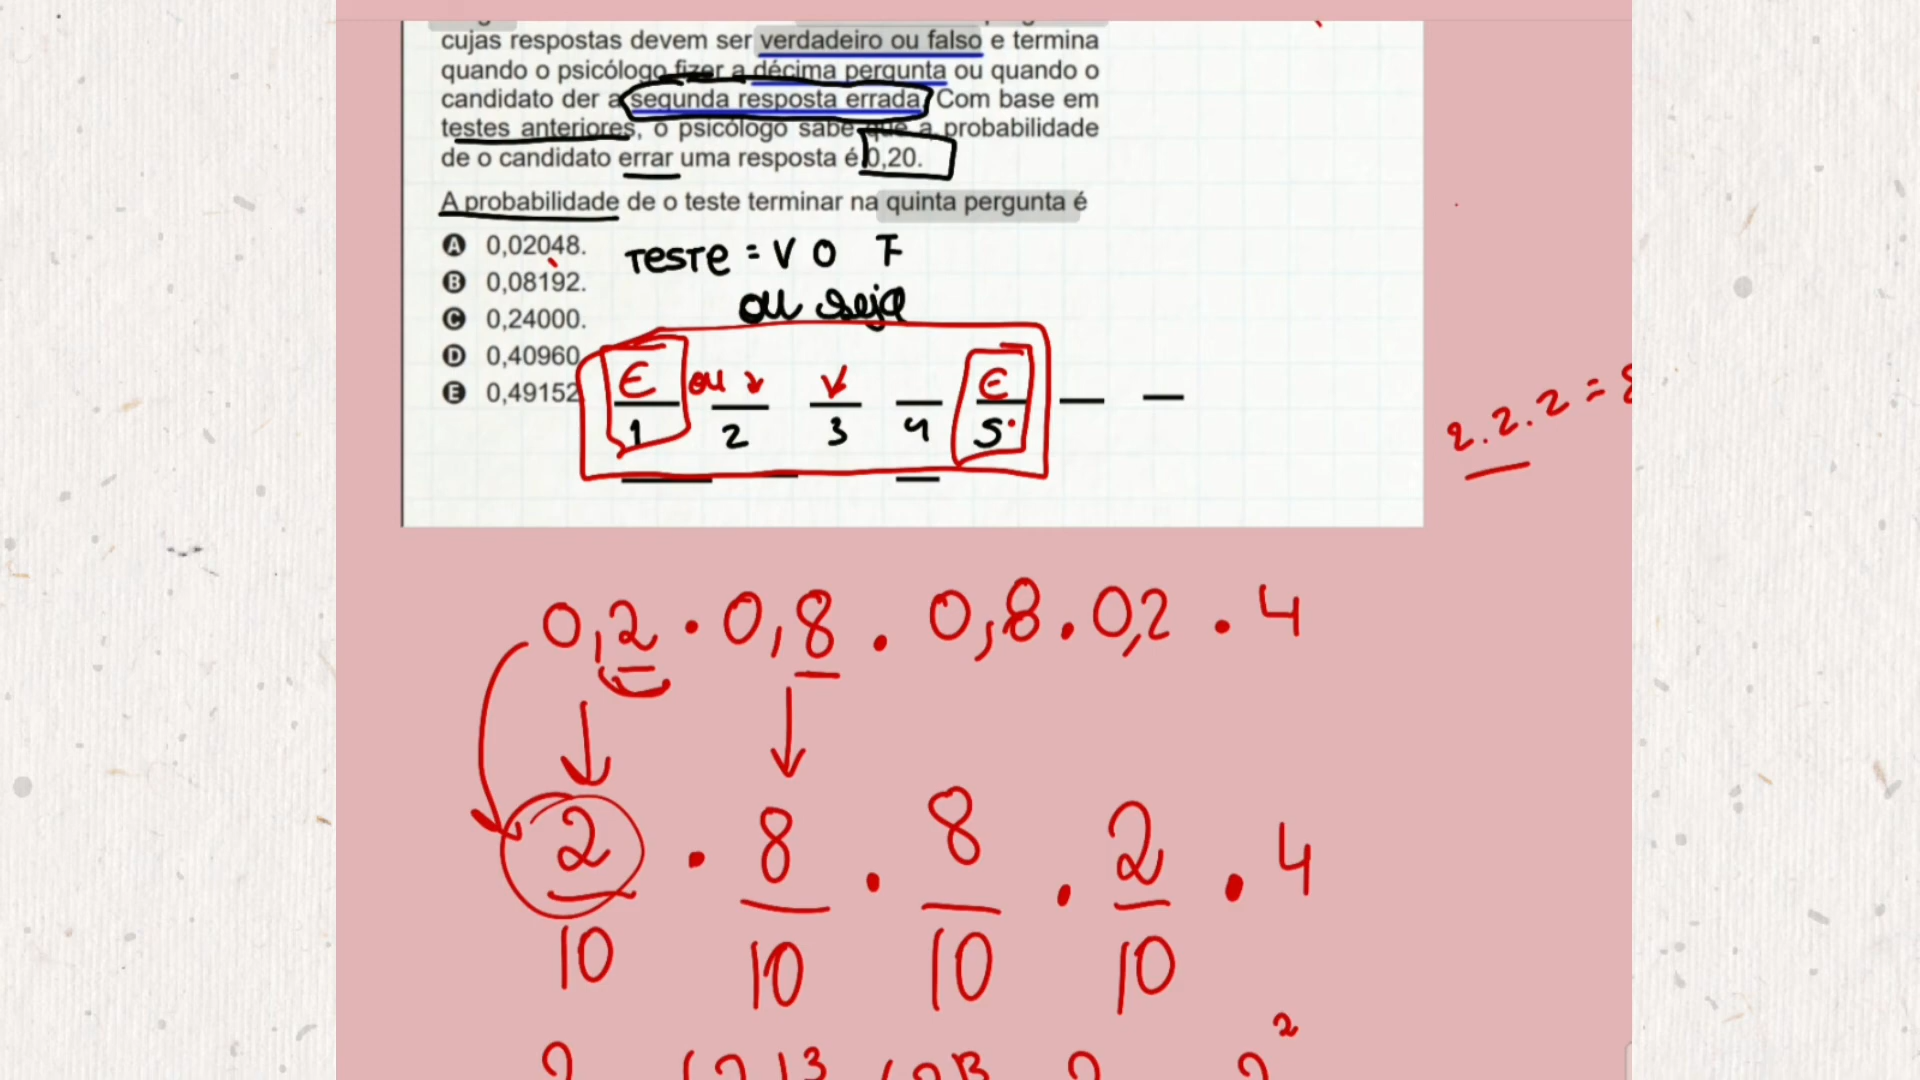 cujas respostas devem ser verdadeiro ou falso e termina
quando o psicólogo fizer a décima pergunta ou quando o
candidato der a segunda resposta errada. Com base em
testes anteriores, o psicólogo sabe que a probabilidade
de o candidato errar uma resposta é 0,20.
A probabilidade de o teste terminar na quinta pergunta é
A 0,02048.
B 0,08192.
C 0,24000.
D 0,40960
E 0,49152
TESTE = V O F
ou seja
E ou v V E
1 2 3 4 5
2.2.2 = 8
0,2 · 0,8 . 0,8 . 0,2 . 4
2 · 8 . 8 . 2 . 4
10 10 10 10